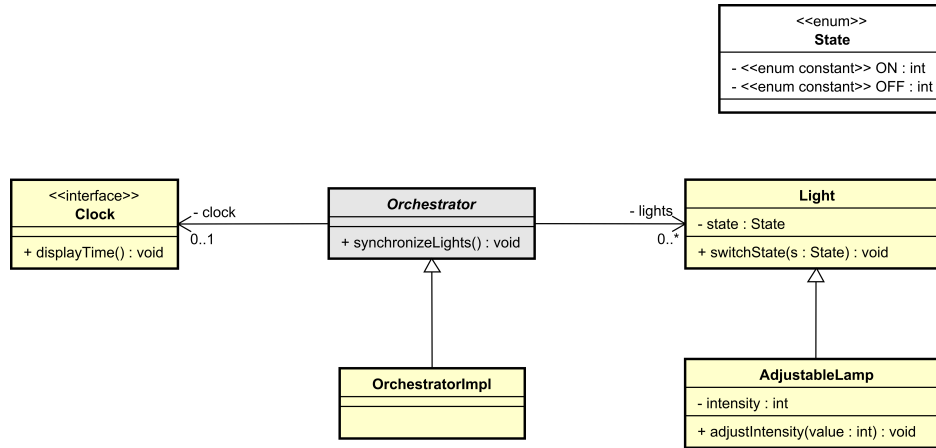 <<enum>>
State
- <<enum constant>> ON : int
- <<enum constant>> OFF : int
<<interface>>
Clock
+ displayTime() : void
- clock
0..1
Orchestrator
+ synchronizeLights() : void
- lights
0..*
Light
- state : State
+ switchState(s : State) : void
OrchestratorImpl
AdjustableLamp
- intensity : int
+ adjustIntensity(value : int) : void